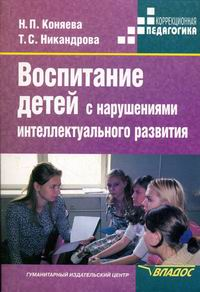 Н. П. Коняева
Т. С. Никандрова
КОРРЕКЦИОННАЯ
ПЕДАГОГИКА
Воспитание
детей с нарушениями
интеллектуального развития
ГУМАНИТАРНЫЙ ИЗДАТЕЛЬСКИЙ ЦЕНТР
ВЛАДОС